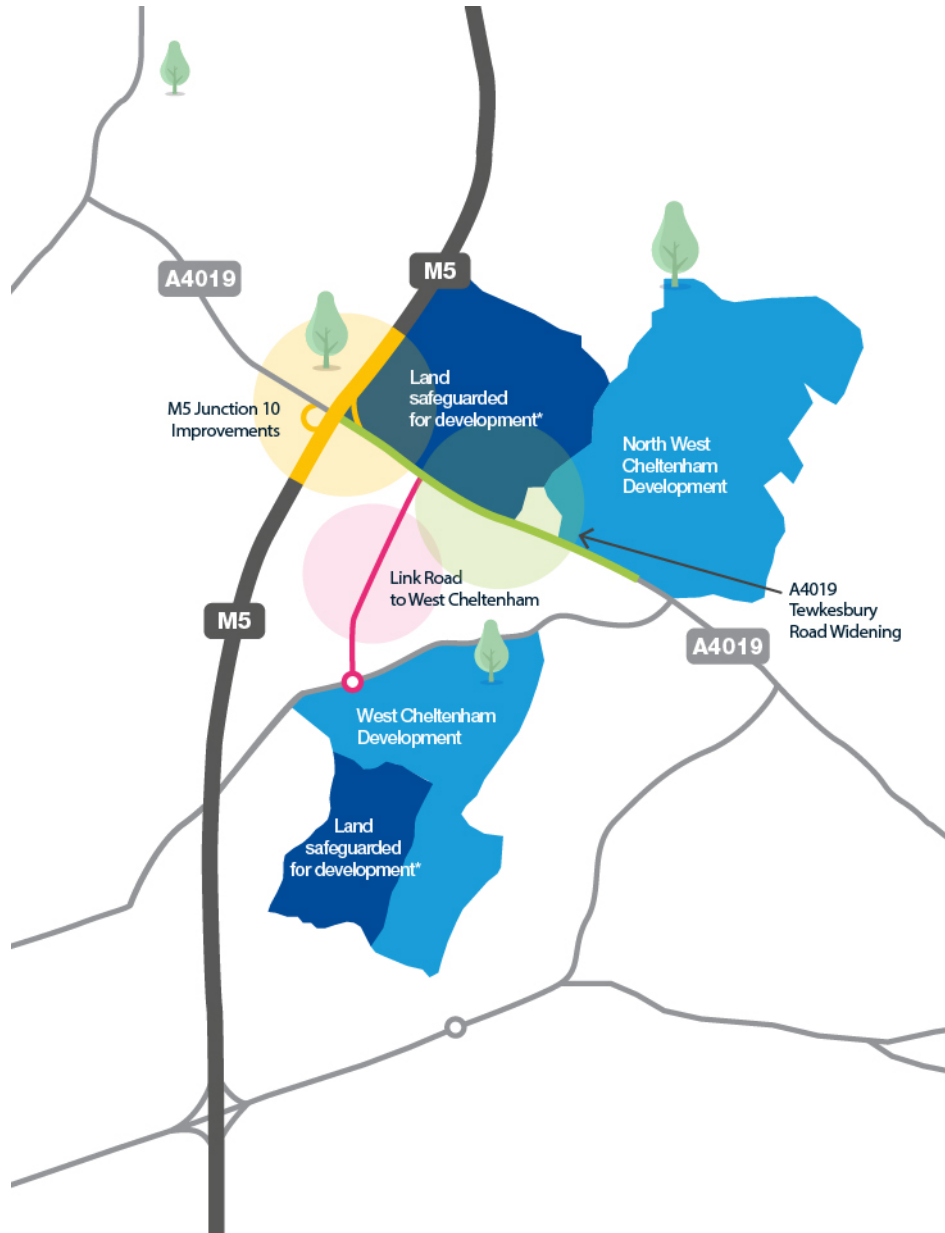 M5
A4019
Land
safeguarded
for development*
M5 Junction 10
Improvements
North West
Cheltenham
Development
Link Road
to West Cheltenham
A4019
Tewkesbury
Road Widening
M5
A4019
West Cheltenham
Development
Land
safeguarded
for development*